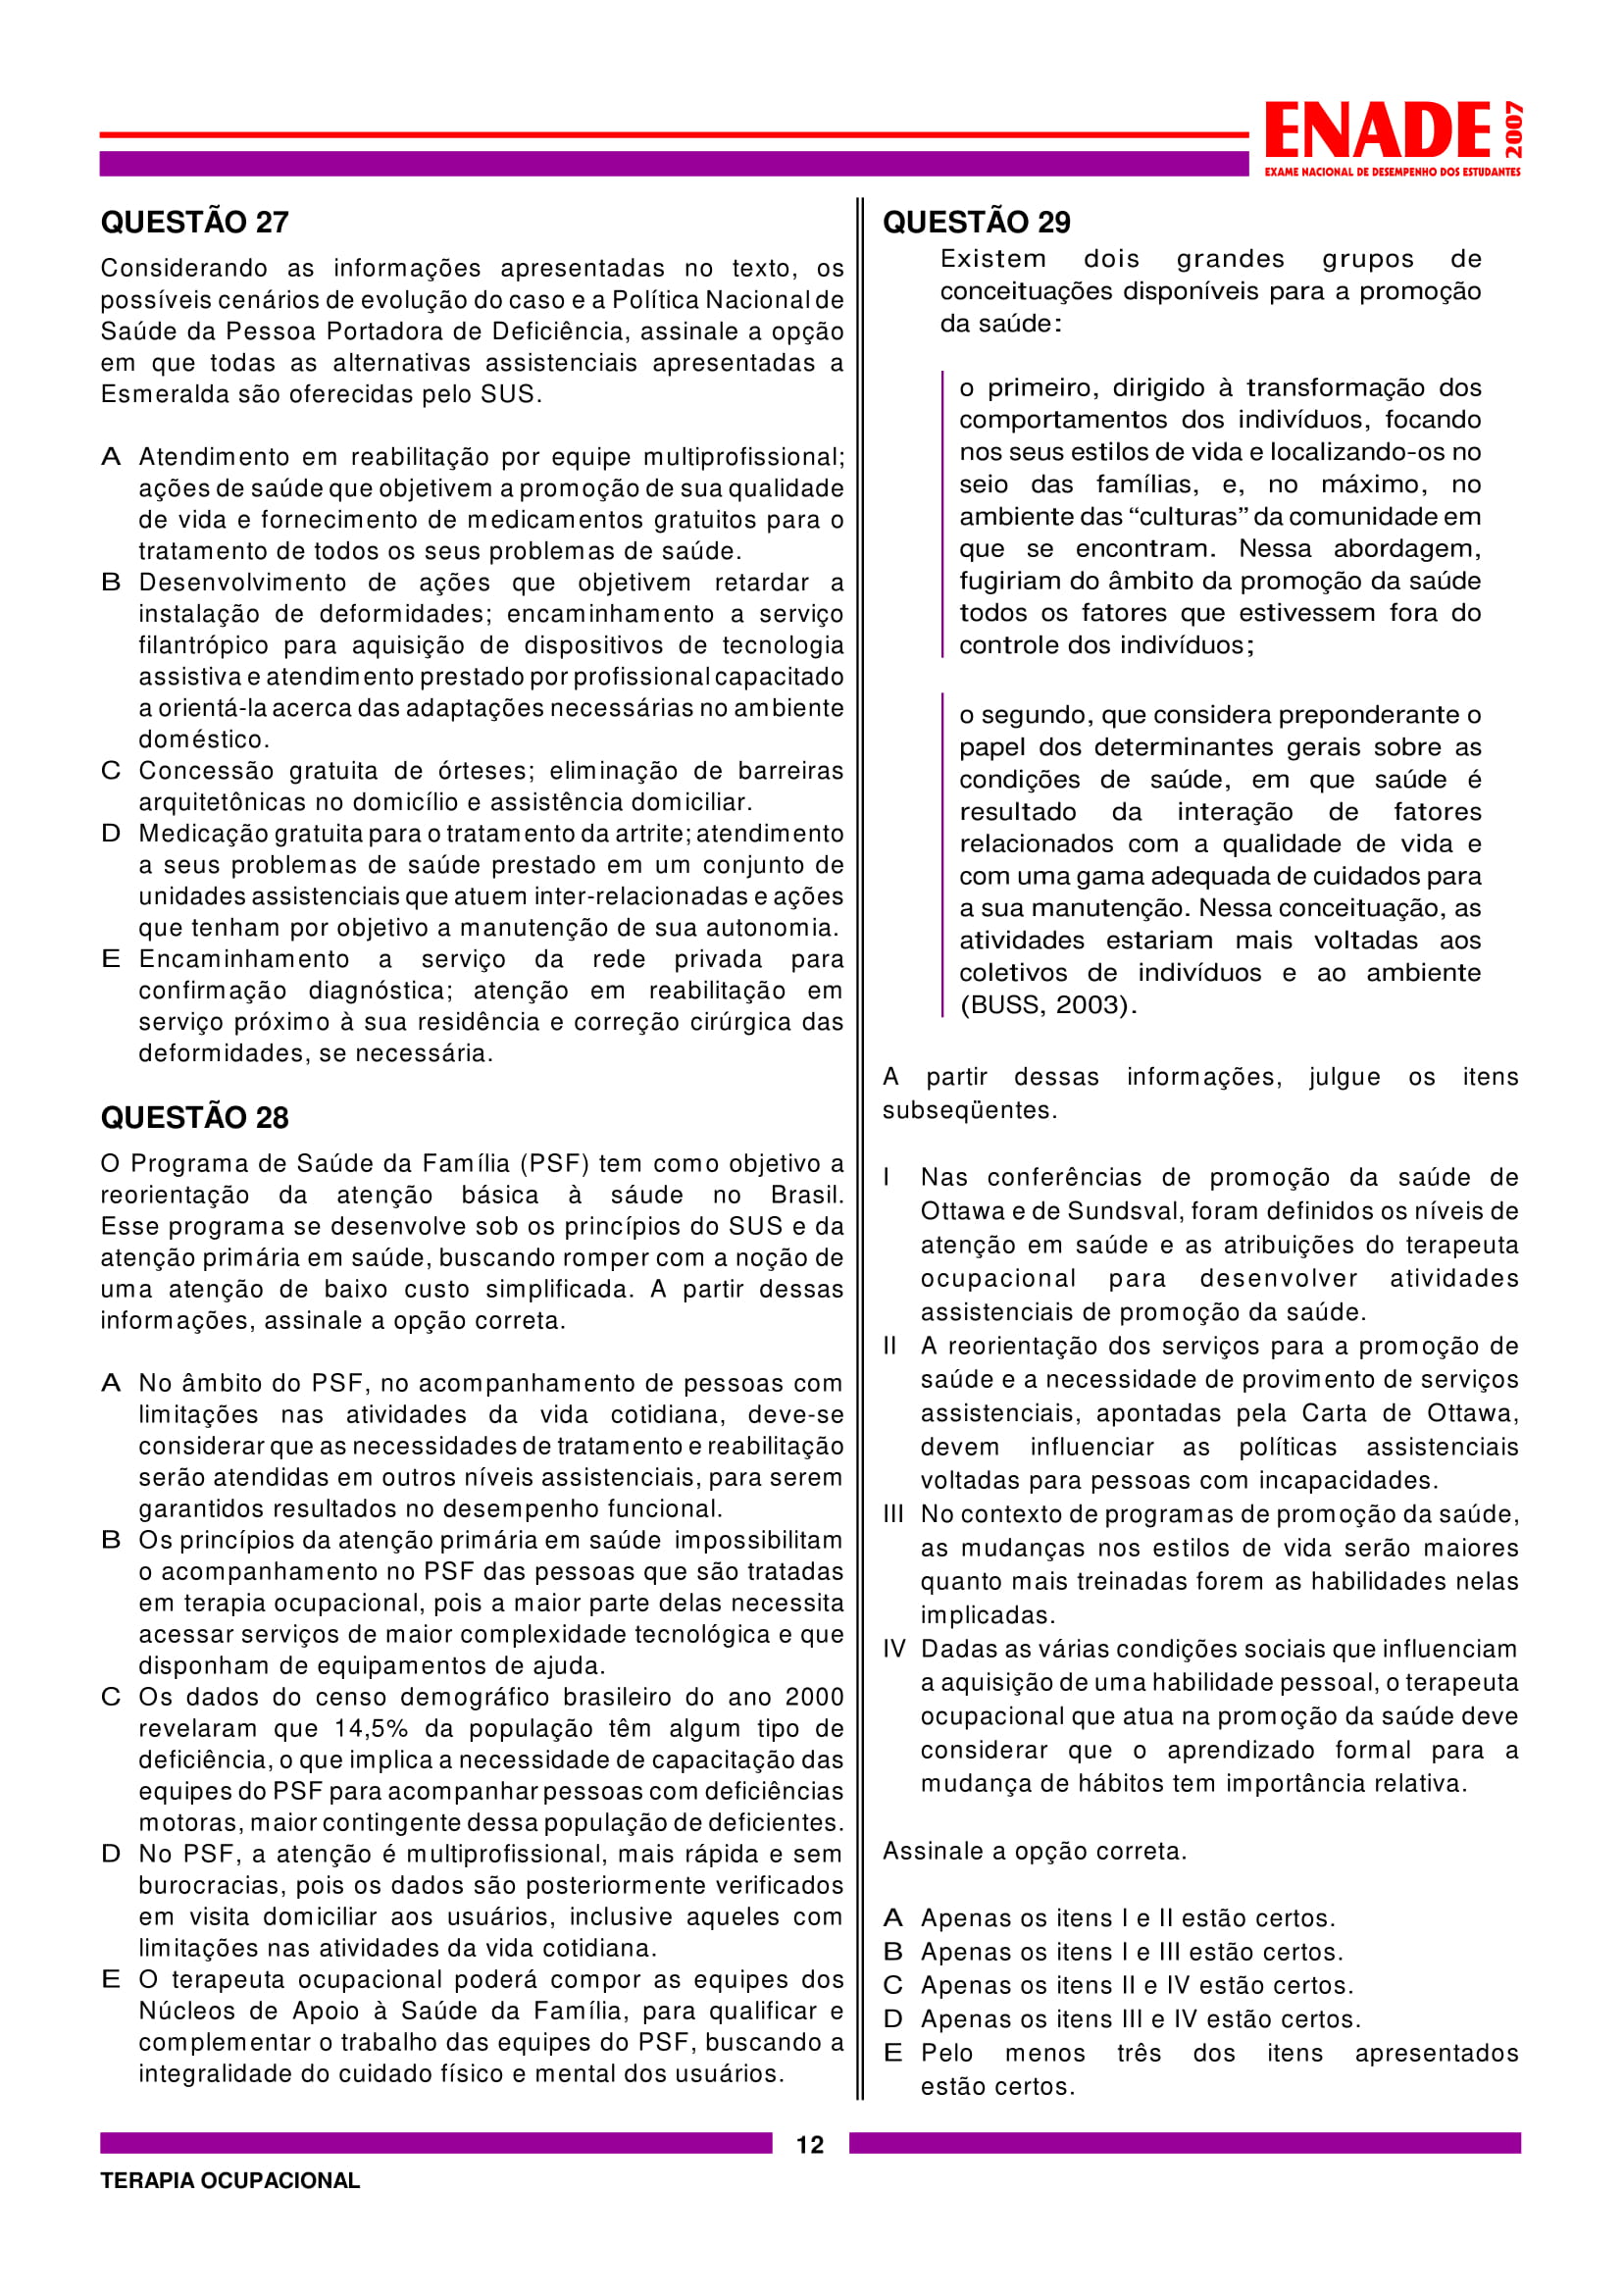 ENADE
2007
EXAME NACIONAL DE DESEMPENHO DOS ESTUDANTES
QUESTÃO 27
Considerando as informações apresentadas no texto, os
possíveis cenários de evolução do caso e a Política Nacional de
Saúde da Pessoa Portadora de Deficiência, assinale a opção
em que todas as alternativas assistenciais apresentadas a
Esmeralda são oferecidas pelo SUS.
A Atendimento em reabilitação por equipe multiprofissional;
ações de saúde que objetivem a promoção de sua qualidade
de vida e fornecimento de medicamentos gratuitos para o
tratamento de todos os seus problemas de saúde.
B Desenvolvimento de ações que objetivem retardar a
instalação de deformidades; encaminhamento a serviço
filantrópico para aquisição de dispositivos de tecnologia
assistiva e atendimento prestado por profissional capacitado
a orientá-la acerca das adaptações necessárias no ambiente
doméstico.
C Concessão gratuita de órteses; eliminação de barreiras
arquitetônicas no domicílio e assistência domiciliar.
D Medicação gratuita para o tratamento da artrite; atendimento
a seus problemas de saúde prestado em um conjunto de
unidades assistenciais que atuem inter-relacionadas e ações
que tenham por objetivo a manutenção de sua autonomia.
E Encaminhamento a serviço da rede privada para
confirmação diagnóstica; atenção em reabilitação em
serviço próximo à sua residência e correção cirúrgica das
deformidades, se necessária.
QUESTÃO 28
O Programa de Saúde da Família (PSF) tem como objetivo a
reorientação da atenção básica à sáude no Brasil.
Esse programa se desenvolve sob os princípios do SUS e da
atenção primária em saúde, buscando romper com a noção de
uma atenção de baixo custo simplificada. A partir dessas
informações, assinale a opção correta.
A No âmbito do PSF, no acompanhamento de pessoas com
limitações nas atividades da vida cotidiana, deve-se
considerar que as necessidades de tratamento e reabilitação
serão atendidas em outros níveis assistenciais, para serem
garantidos resultados no desempenho funcional.
B Os princípios da atenção primária em saúde impossibilitam
o acompanhamento no PSF das pessoas que são tratadas
em terapia ocupacional, pois a maior parte delas necessita
acessar serviços de maior complexidade tecnológica e que
disponham de equipamentos de ajuda.
C Os dados do censo demográfico brasileiro do ano 2000
revelaram que 14,5% da população têm algum tipo de
deficiência, o que implica a necessidade de capacitação das
equipes do PSF para acompanhar pessoas com deficiências
motoras, maior contingente dessa população de deficientes.
D No PSF, a atenção é multiprofissional, mais rápida e sem
burocracias, pois os dados são posteriormente verificados
em visita domiciliar aos usuários, inclusive aqueles com
limitações nas atividades da vida cotidiana.
E O terapeuta ocupacional poderá compor as equipes dos
Núcleos de Apoio à Saúde da Família, para qualificar e
complementar o trabalho das equipes do PSF, buscando a
integralidade do cuidado físico e mental dos usuários.
QUESTÃO 29
Existem dois grandes grupos de
conceituações disponíveis para a promoção
da saúde:
o primeiro, dirigido à transformação dos
comportamentos dos indivíduos, focando
nos seus estilos de vida e localizando-os no
seio das famílias, e, no máximo, no
ambiente das “culturas” da comunidade em
que se encontram. Nessa abordagem,
fugiriam do âmbito da promoção da saúde
todos os fatores que estivessem fora do
controle dos indivíduos;
o segundo, que considera preponderante o
papel dos determinantes gerais sobre as
condições de saúde, em que saúde é
resultado da interação de fatores
relacionados com a qualidade de vida e
com uma gama adequada de cuidados para
a sua manutenção. Nessa conceituação, as
atividades estariam mais voltadas aos
coletivos de indivíduos e ao ambiente
(BUSS, 2003).
A partir dessas informações, julgue os itens
subseqüentes.
I Nas conferências de promoção da saúde de
Ottawa e de Sundsval, foram definidos os níveis de
atenção em saúde e as atribuições do terapeuta
ocupacional para desenvolver atividades
assistenciais de promoção da saúde.
II A reorientação dos serviços para a promoção de
saúde e a necessidade de provimento de serviços
assistenciais, apontadas pela Carta de Ottawa,
devem influenciar as políticas assistenciais
voltadas para pessoas com incapacidades.
III No contexto de programas de promoção da saúde,
as mudanças nos estilos de vida serão maiores
quanto mais treinadas forem as habilidades nelas
implicadas.
IV Dadas as várias condições sociais que influenciam
a aquisição de uma habilidade pessoal, o terapeuta
ocupacional que atua na promoção da saúde deve
considerar que o aprendizado formal para a
mudança de hábitos tem importância relativa.
Assinale a opção correta.
A Apenas os itens I e II estão certos.
B Apenas os itens I e III estão certos.
C Apenas os itens II e IV estão certos.
D Apenas os itens III e IV estão certos.
E Pelo menos três dos itens apresentados
estão certos.
12
TERAPIA OCUPACIONAL